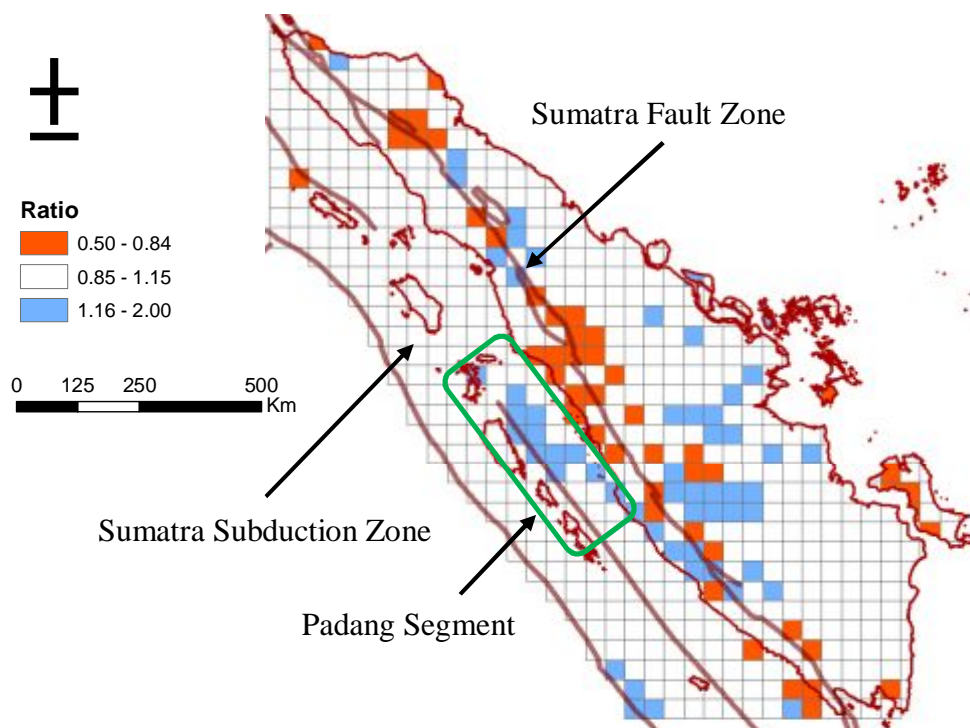 Sumatra Fault Zone
Ratio
0.50 - 0.84
0.85 - 1.15
1.16 - 2.00
0 125 250 500
Km
Sumatra Subduction Zone
Padang Segment